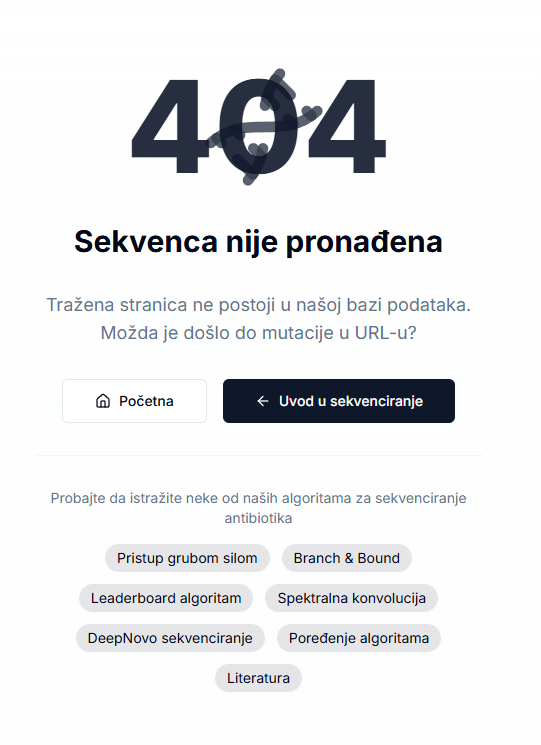 404
Sekvenca nije pronađena
Tražena stranica ne postoji u našoj bazi podataka.
Možda je došlo do mutacije u URL-u?
Početna
Uvod u sekvenciranje
Probajte da istražite neke od naših algoritama za sekvenciranje
antibiotika
Pristup grubom silom
Branch & Bound
Leaderboard algoritam
Spektralna konvolucija
DeepNovo sekvenciranje
Poređenje algoritama
Literatura